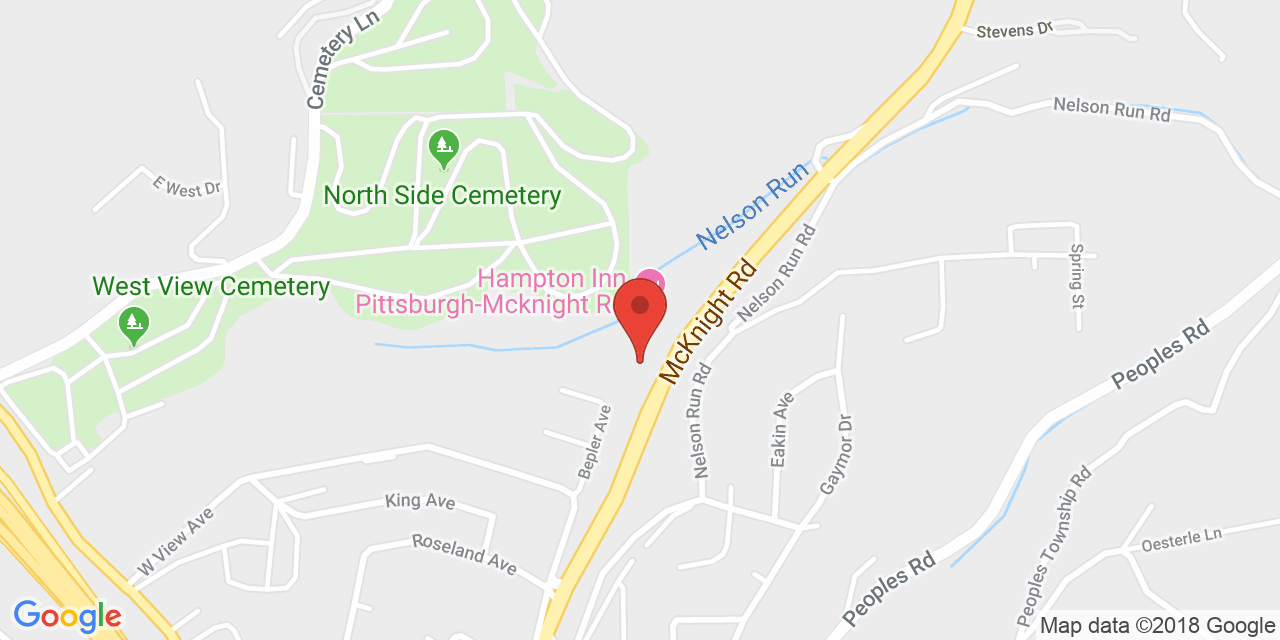 Stevens Dr
Cemetery Ln
Nelson Run Rd
E West Dr
North Side Cemetery
Nelson Run
Nelson Run Rd
Spring St
West View Cemetery
Hampton Inn
Pittsburgh-Mcknight R
McKnight Rd
Peoples Rd
Nelson Run Rd
Eakin Ave
Gaymor Dr
Bepler Ave
King Ave
W View Ave
Roseland Ave
Peoples Township Rd
Oesterle Ln
Peoples Rd
Google
Map data ©2018 Google